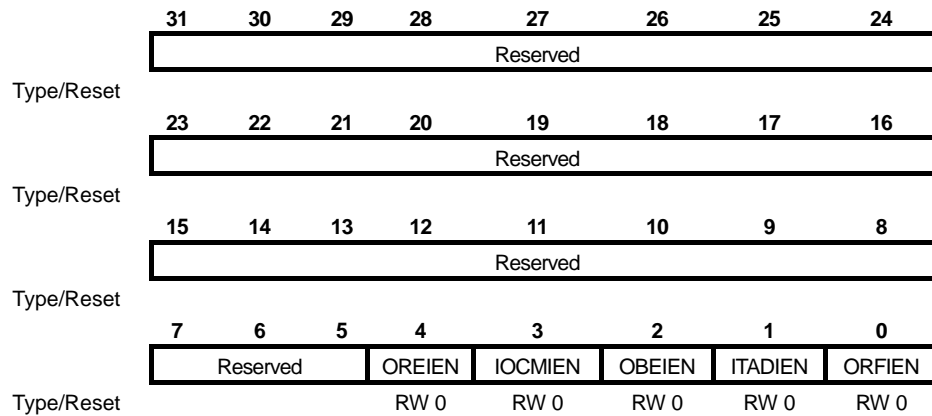 31 30 29 28 27 26 25 24
Reserved
Type/Reset
23 22 21 20 19 18 17 16
Reserved
Type/Reset
15 14 13 12 11 10 9 8
Reserved
Type/Reset
7 6 5 4 3 2 1 0
Reserved OREIEN IOCMIEN OBEIEN ITADIEN ORFIEN
Type/Reset RW 0 RW 0 RW 0 RW 0 RW 0